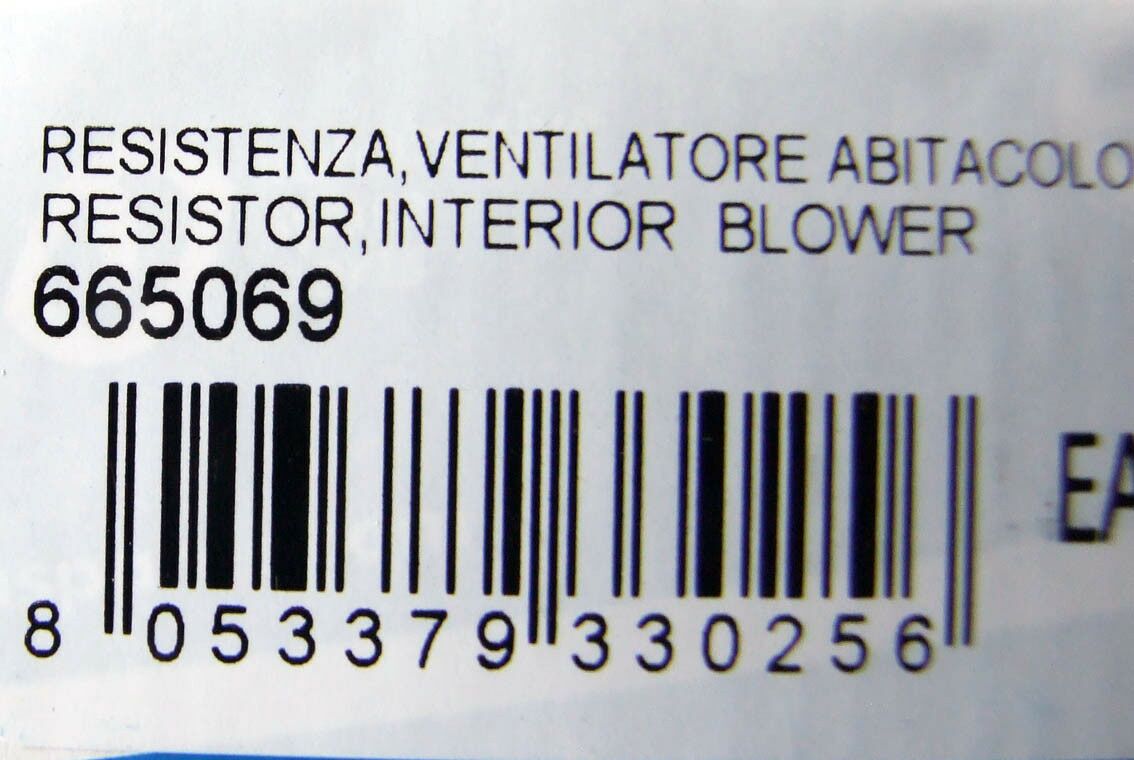 RESISTENZA,VENTILATORE ABITACOLO
RESISTOR,INTERIOR BLOWER
665069
8 053379 330256